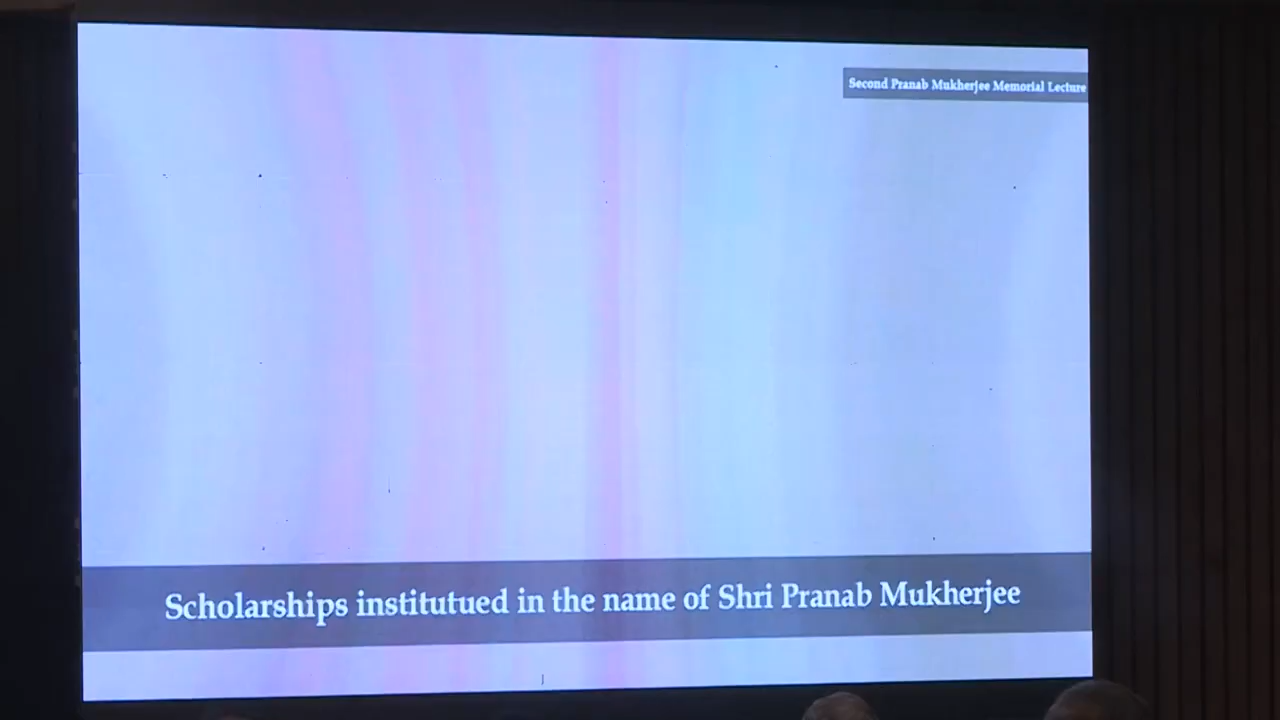 Second Pranab Mukherjee Memorial Lecture
Scholarships institutued in the name of Shri Pranab Mukherjee